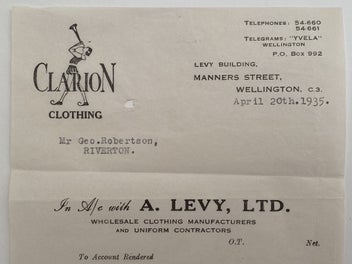 TELEPHONES: 54-660
54-661
TELEGRAMS: "YVELA"
WELLINGTON
P.O. BOX 992
CLARION
CLOTHING
LEVY BUILDING,
MANNERS STREET,
WELLINGTON, C.3.
April 20th.1935.
Mr Geo.Robertson,
RIVERTON.
In A/c with A. LEVY, LTD.
WHOLESALE CLOTHING MANUFACTURERS
AND UNIFORM CONTRACTORS
O.T. Net.
To Account Rendered